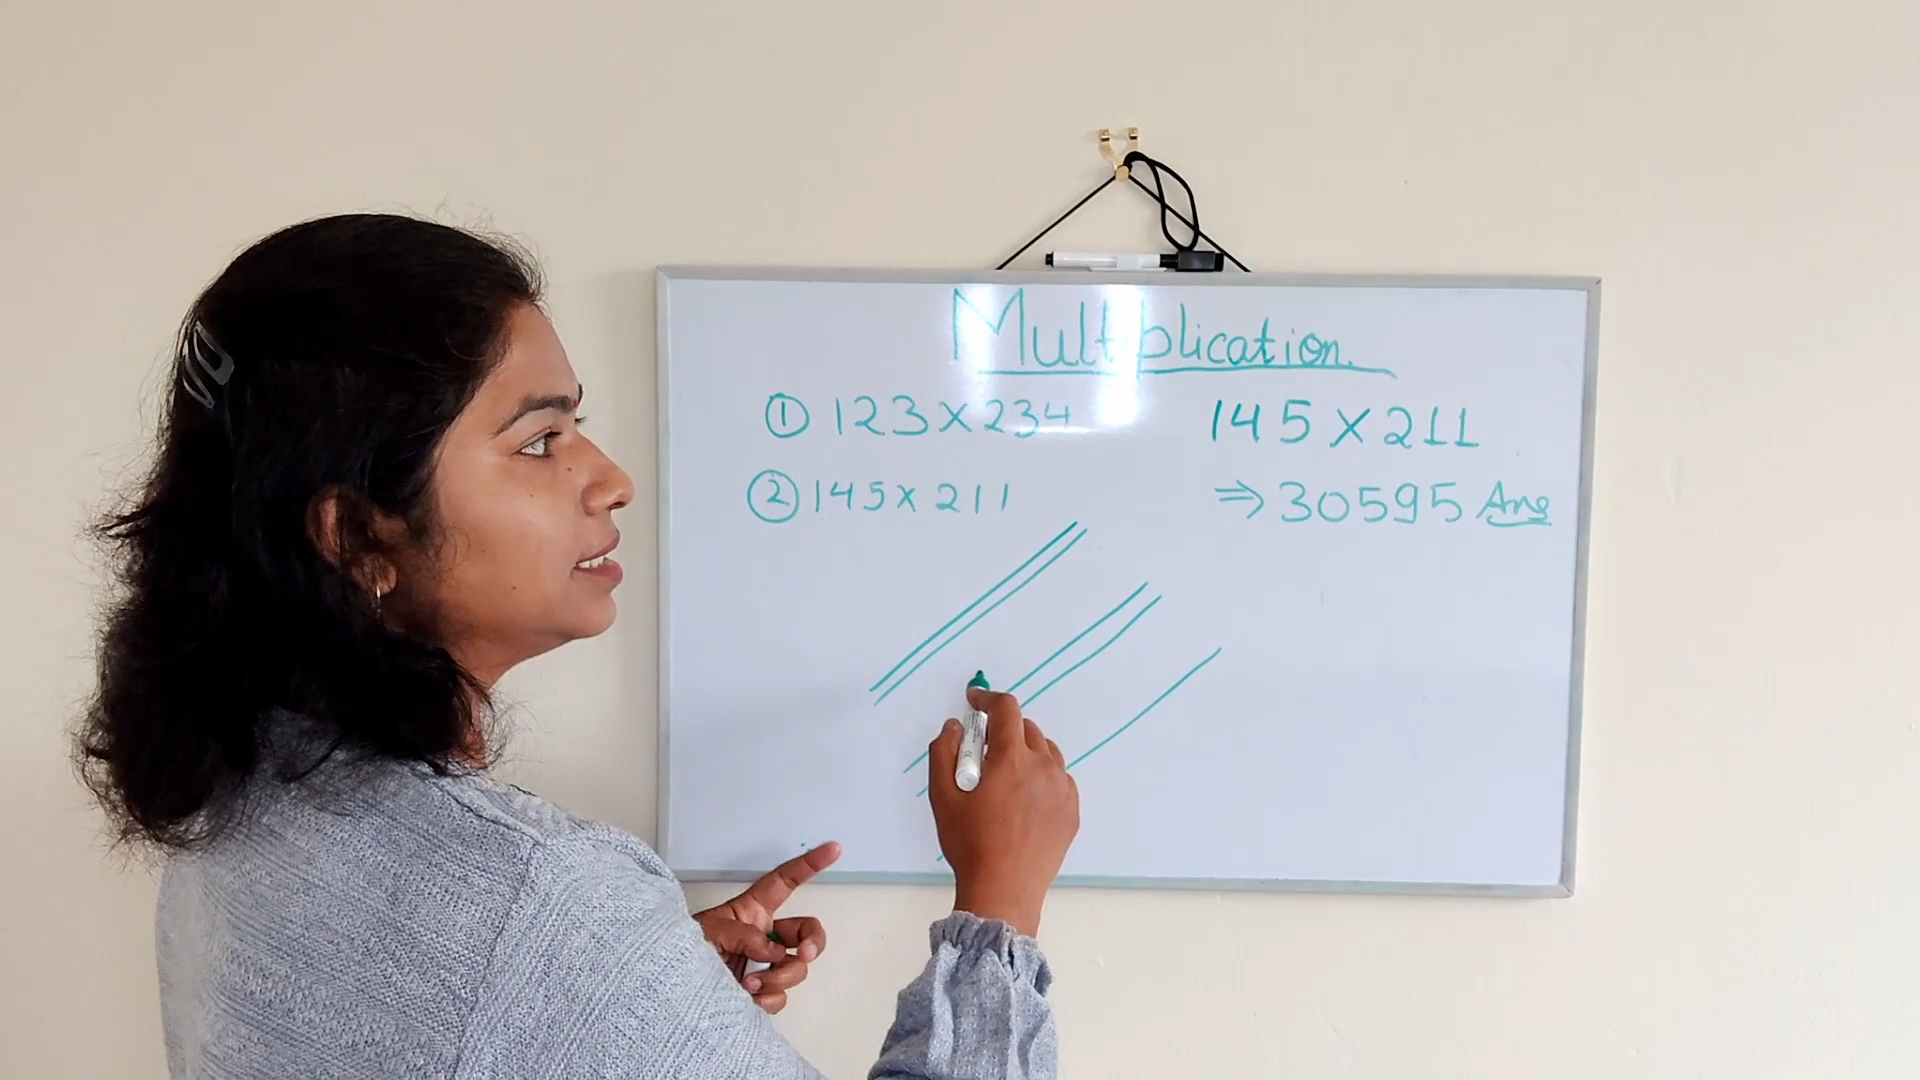 Multiplication.
① 123×234
② 145×211
145×211
⇒ 30595 Ans